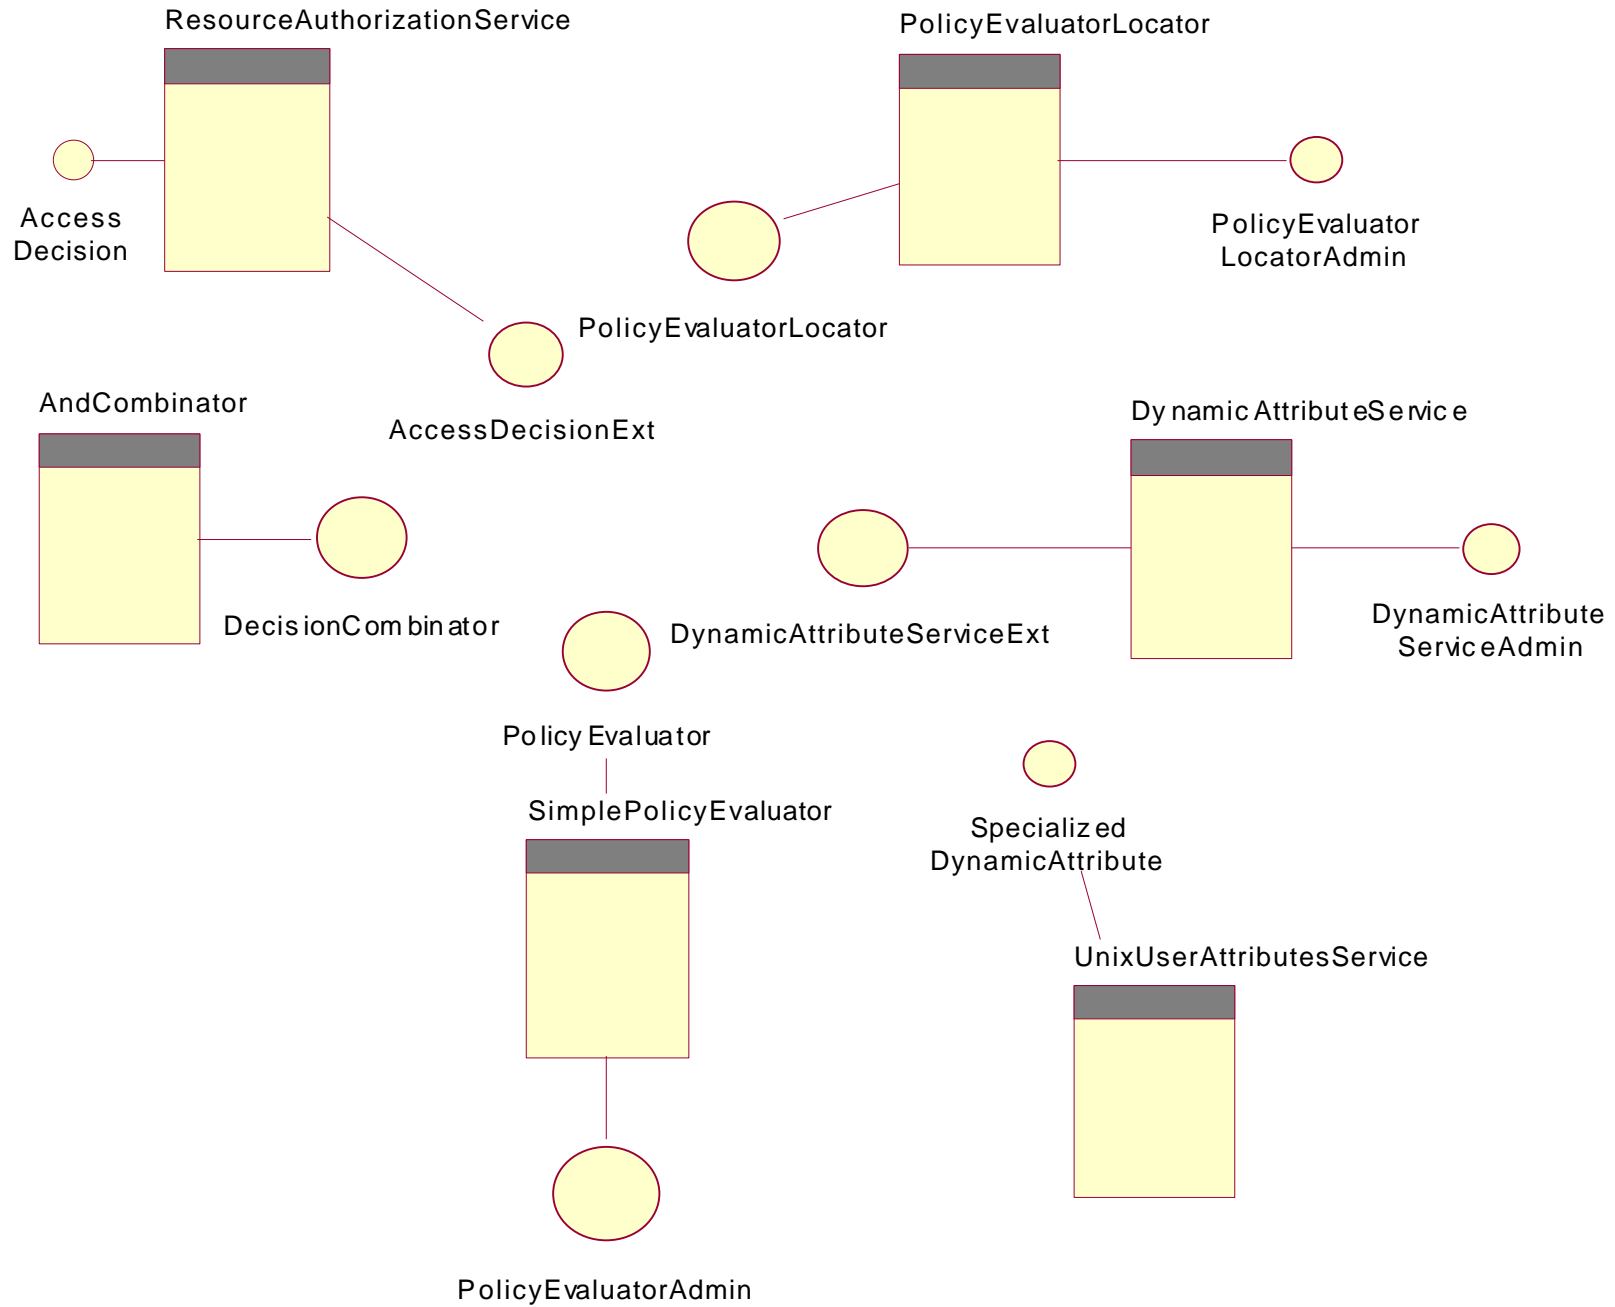 ResourceAuthorizationService
PolicyEvaluatorLocator
Access
Decision
PolicyEvaluator
LocatorAdmin
PolicyEvaluatorLocator
AndCombinator
AccessDecisionExt
DynamicAttributeService
DecisionCombinator
DynamicAttributeServiceExt
DynamicAttribute
ServiceAdmin
PolicyEvaluator
SimplePolicyEvaluator
Specialized
DynamicAttribute
UnixUserAttributesService
PolicyEvaluatorAdmin